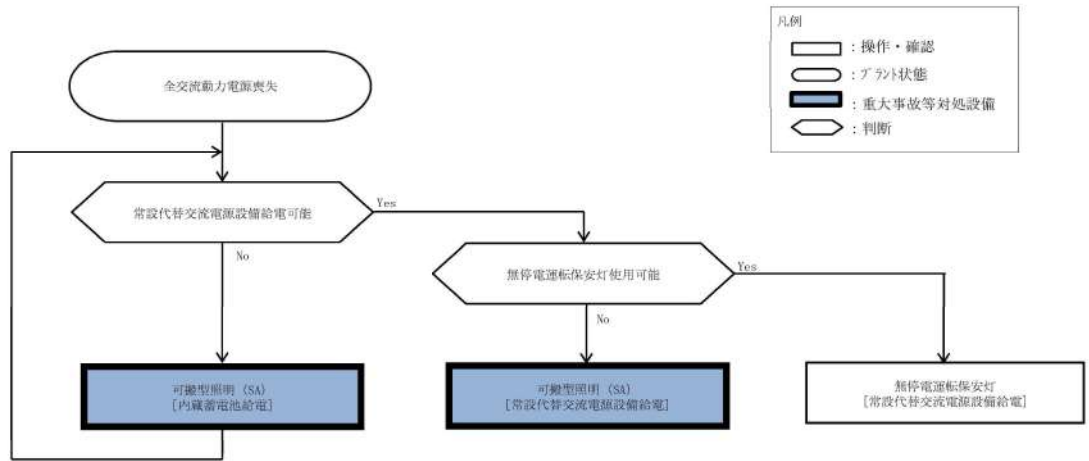 凡例
：操作・確認
：プラント状態
：重大事故等対処設備
：判断
全交流動力電源喪失
常設代替交流電源設備給電可能
Yes
No
無停電運転保安灯使用可能
Yes
No
可搬型照明（SA）
[内蔵蓄電池給電]
可搬型照明（SA）
[常設代替交流電源設備給電]
無停電運転保安灯
[常設代替交流電源設備給電]